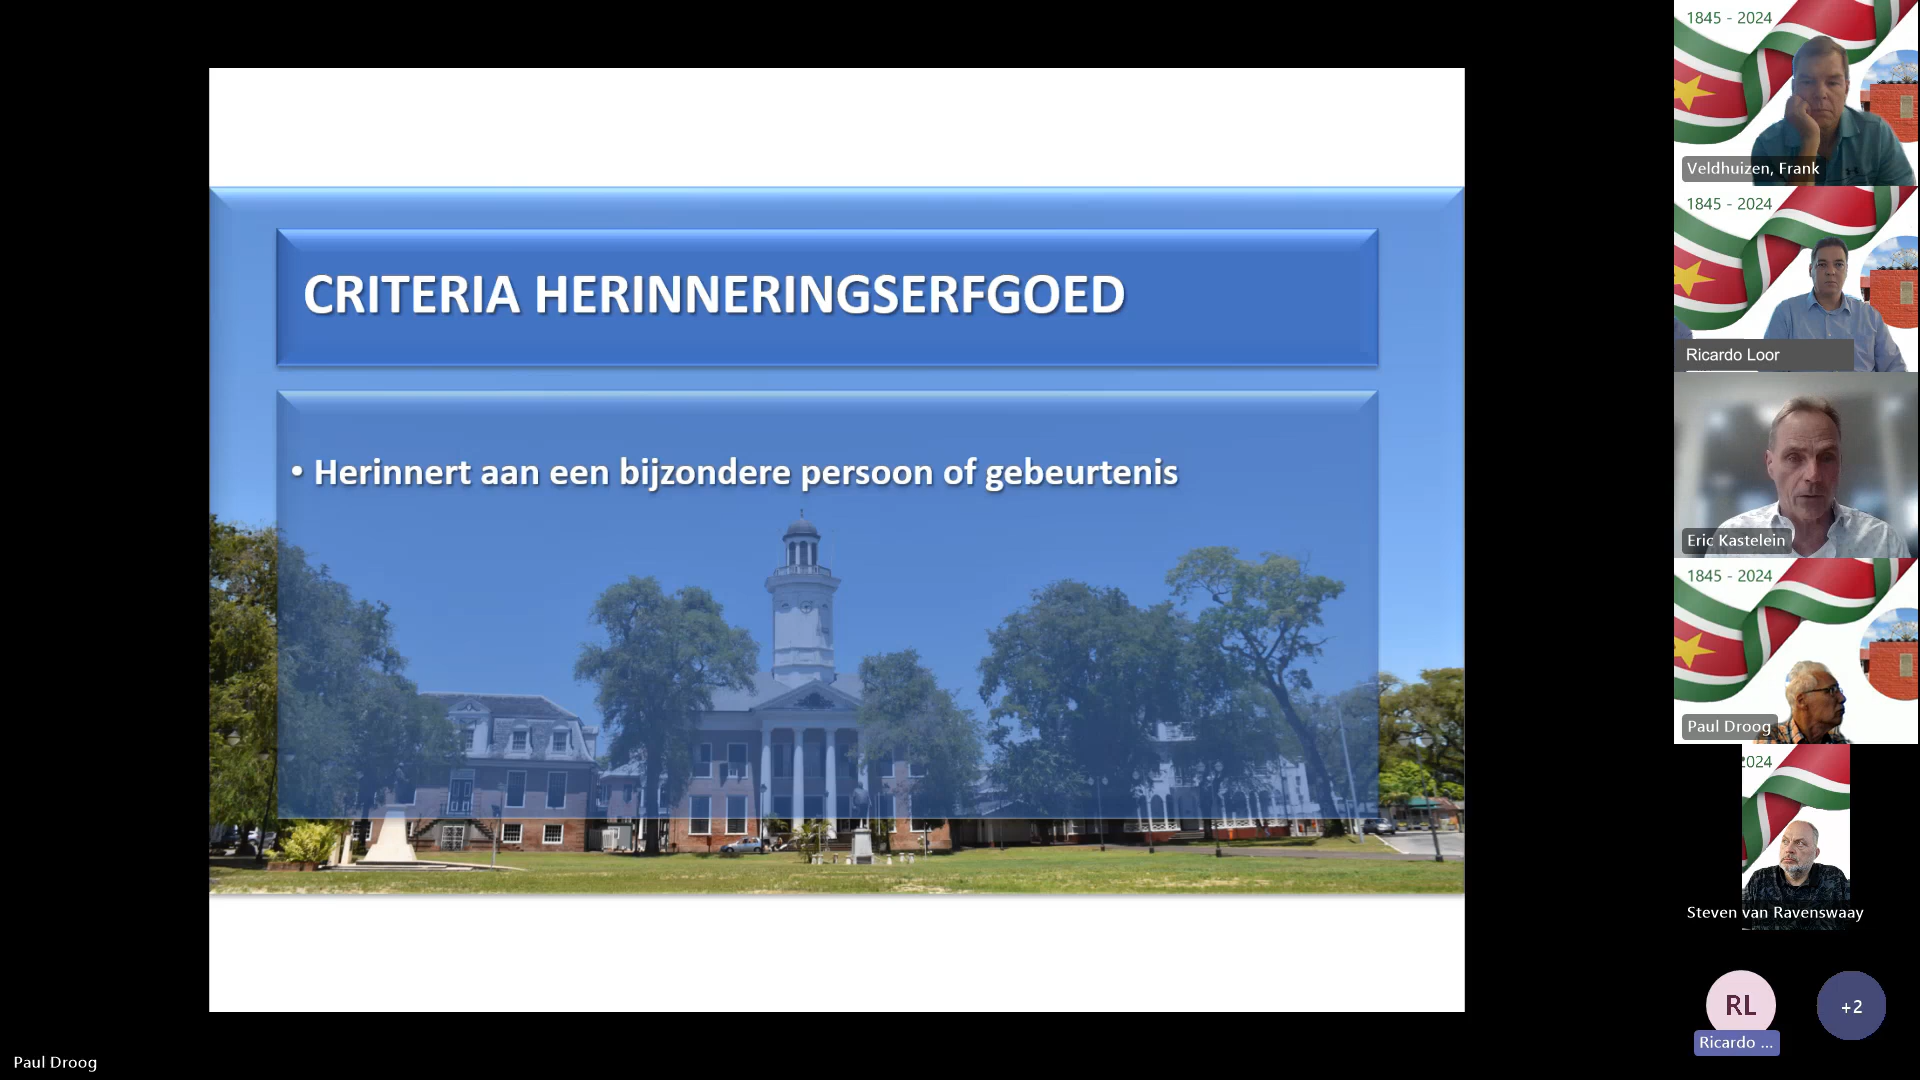 CRITERIA HERINNERINGSERFGOED
• Herinnert aan een bijzondere persoon of gebeurtenis
1845 - 2024
Veldhuizen, Frank
1845 - 2024
Ricardo Loor
Eric Kastelein
1845 - 2024
Paul Droog
2024
Steven van Ravenswaay
RL
+2
Ricardo ...
Paul Droog